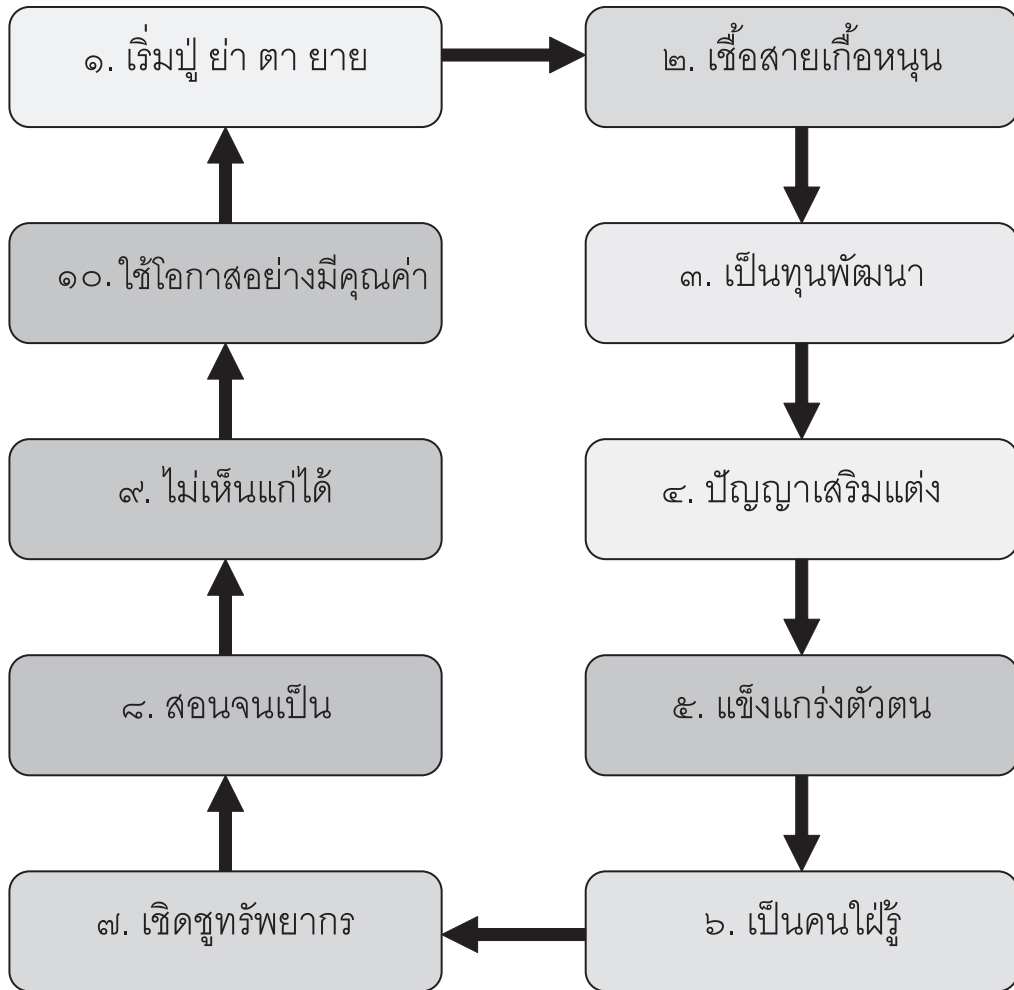 ๑. เริ่มปู่ ย่า ตา ยาย
๒. เชื้อสายเกื้อหนุน
๓. เป็นทุนพัฒนา
๔. ปัญญาเสริมแต่ง
๕. แข็งแกร่งตัวตน
๖. เป็นคนใฝ่รู้
๗. เชิดชูทรัพยากร
๘. สอนจนเป็น
๙. ไม่เห็นแก่ได้
๑๐. ใช้โอกาสอย่างมีคุณค่า